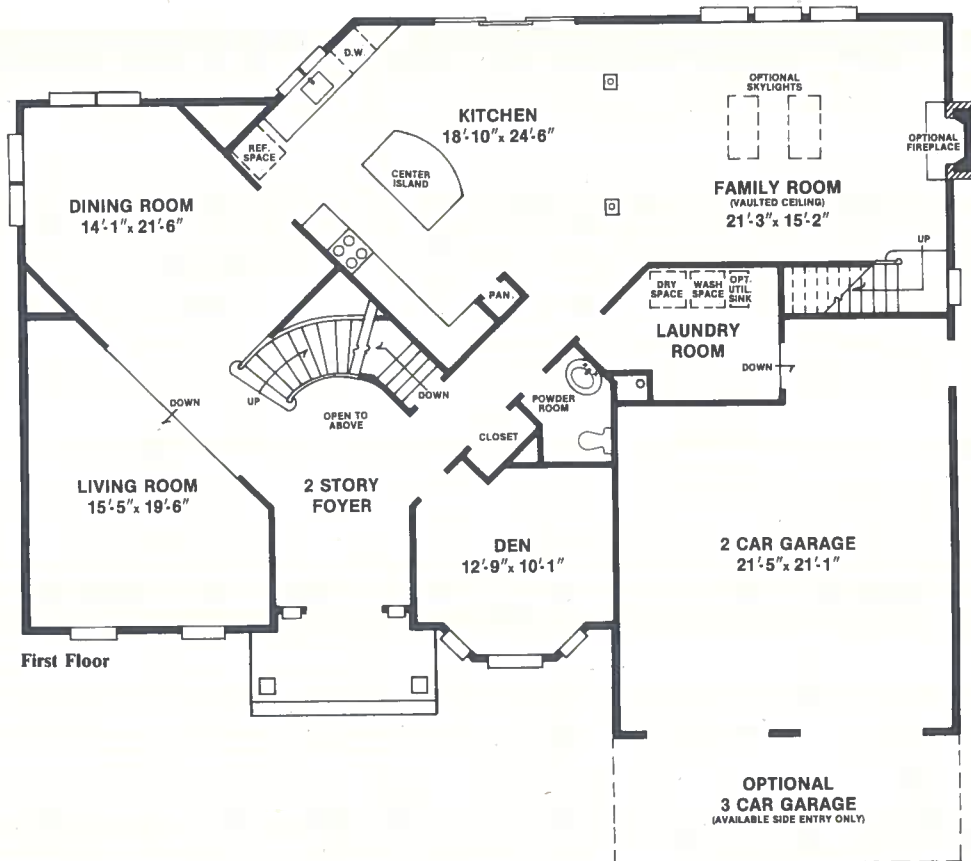 D.W.
OPTIONAL
SKYLIGHTS
KITCHEN
18'-10" x 24'-6"
OPTIONAL
FIREPLACE
REF.
SPACE
CENTER
ISLAND
FAMILY ROOM
(VAULTED CEILING)
21'-3" x 15'-2"
DINING ROOM
14'-1" x 21'-6"
UP
PAN.
DRY
SPACE
WASH
SPACE
OPT.
UTIL.
SINK
LAUNDRY
ROOM
DOWN
DOWN
UP
DOWN
OPEN TO
ABOVE
POWDER
ROOM
CLOSET
LIVING ROOM
15'-5" x 19'-6"
2 STORY
FOYER
DEN
12'-9" x 10'-1"
2 CAR GARAGE
21'-5" x 21'-1"
First Floor
OPTIONAL
3 CAR GARAGE
(AVAILABLE SIDE ENTRY ONLY)